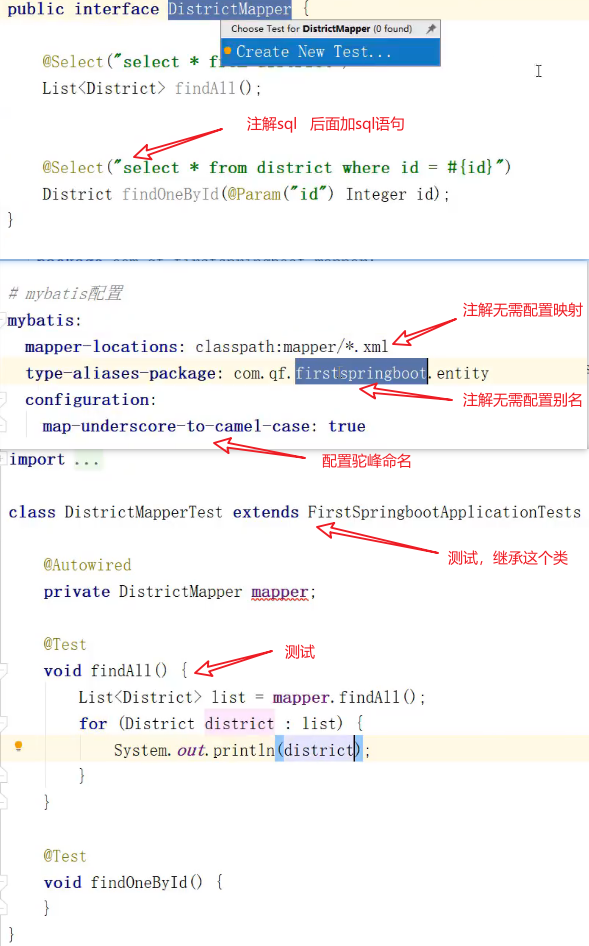 public interface DistrictMapper {
Choose Test for DistrictMapper (0 found)
Create New Test...
@Select("select * from
List<District> findAll();
注解sql 后面加sql语句
@Select("select * from district where id = #{id}")
District findOneById(@Param("id") Integer id);
}
# mybatis配置
mybatis:
注解无需配置映射
mapper-locations: classpath:mapper/*.xml
type-aliases-package: com.qf.firstspringboot.entity
configuration:
注解无需配置别名
map-underscore-to-camel-case: true
import ...
配置驼峰命名
class DistrictMapperTest extends FirstSpringbootApplicationTests
测试，继承这个类
@Autowired
private DistrictMapper mapper;
@Test
测试
void findAll() {
List<District> list = mapper.findAll();
for (District district : list) {
System.out.println(district);
}
}
@Test
void findOneById() {
}
}